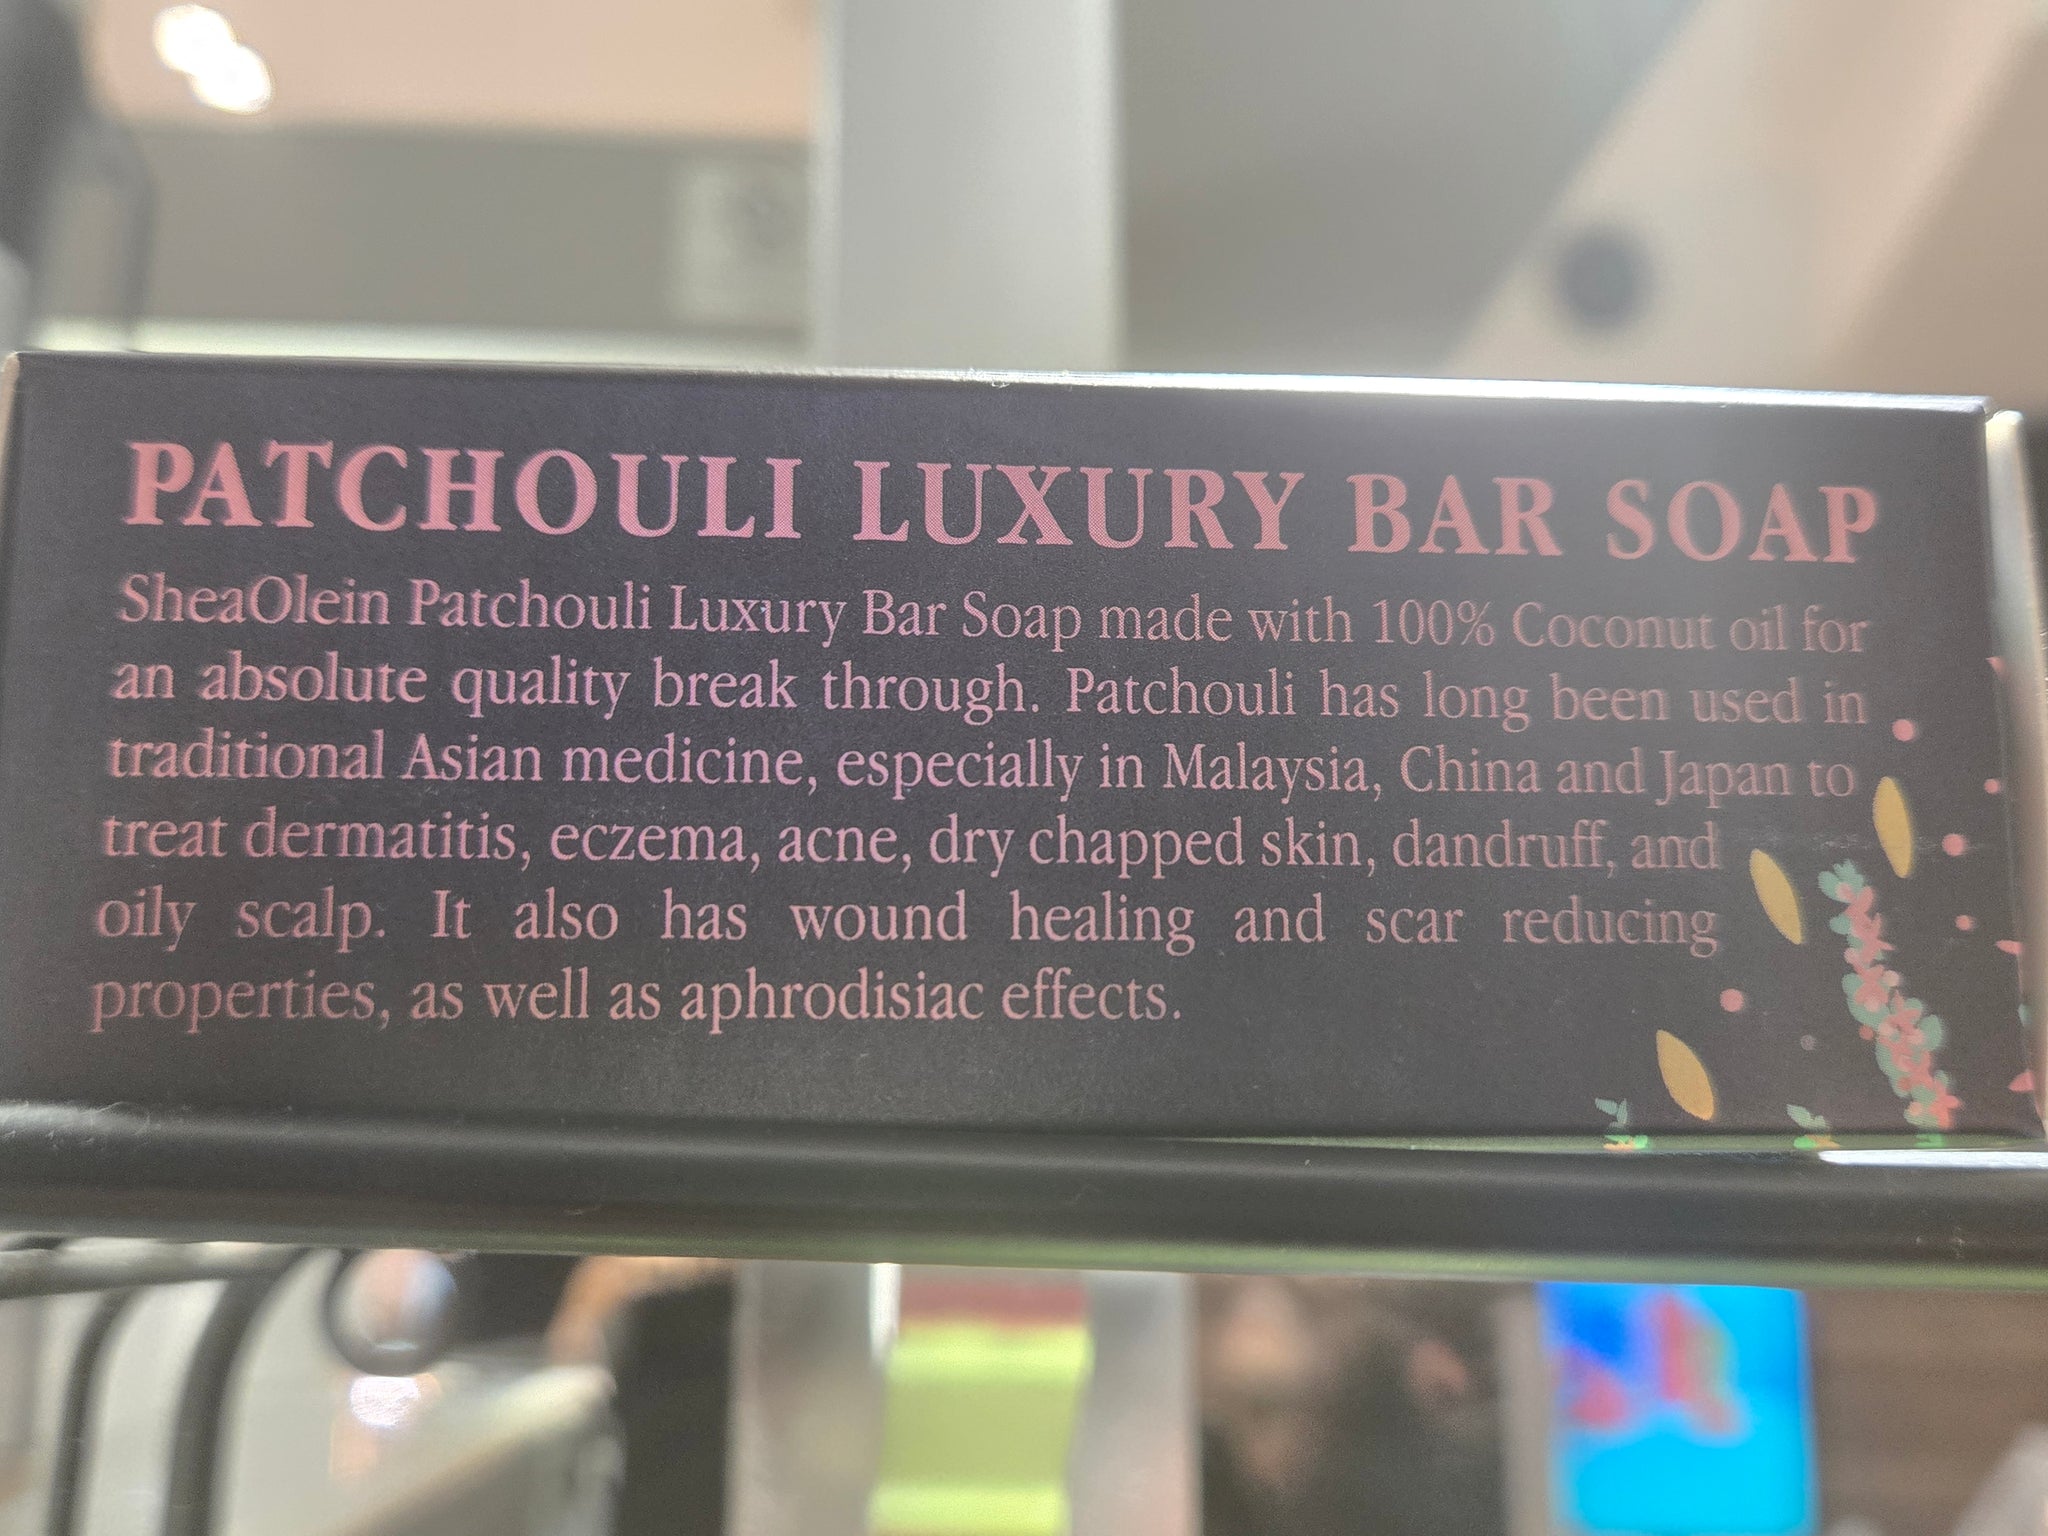 PATCHOULI LUXURY BAR SOAP
SheaOlein Patchouli Luxury Bar Soap made with 100% Coconut oil for
an absolute quality break through. Patchouli has long been used in
traditional Asian medicine, especially in Malaysia, China and Japan to
treat dermatitis, eczema, acne, dry chapped skin, dandruff, and
oily scalp. It also has wound healing and scar reducing
properties, as well as aphrodisiac effects.